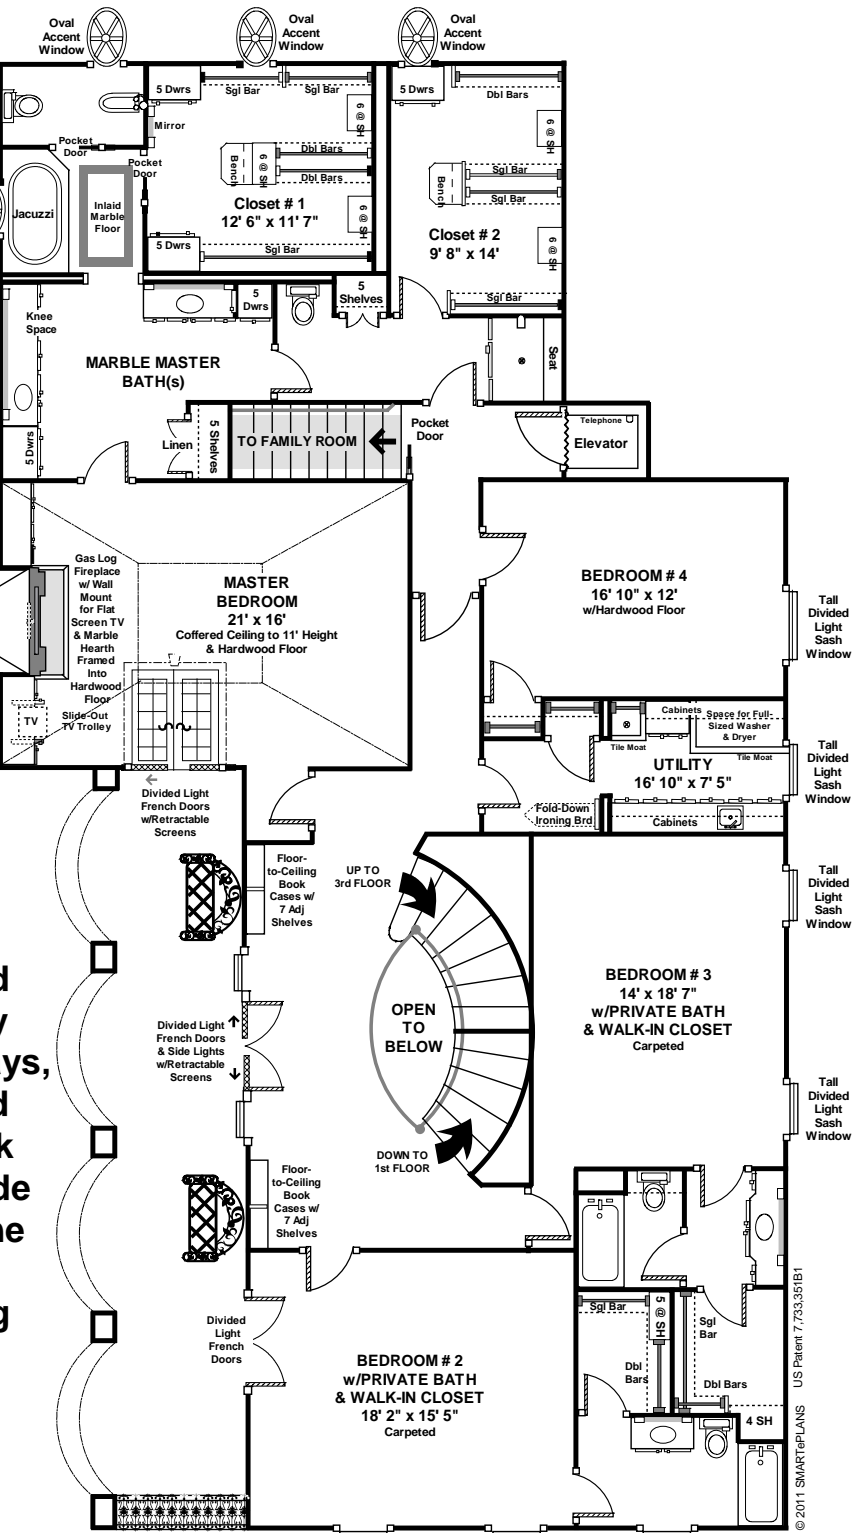 Oval
Accent
Window
Oval
Accent
Window
Oval
Accent
Window
5 Dwrs
Sgl Bar
Sgl Bar
6 @ SH
5 Dwrs
Dbl Bars
6 @ SH
Mirror
Pocket
Door
Pocket
Door
Dbl Bars
Bench
6 @ SH
Dbl Bars
Sgl Bar
Bench
Sgl Bar
Jacuzzi
Inlaid
Marble
Floor
Closet # 1
12' 6" x 11' 7"
6 @ SH
Closet # 2
9' 8" x 14'
6 @ SH
5 Dwrs
Sgl Bar
5
Dwrs
5
Shelves
Sgl Bar
Knee
Space
MARBLE MASTER
BATH(s)
Seat
5 Dwrs
Linen
5 Shelves
TO FAMILY ROOM
Pocket
Door
Telephone
Elevator
Gas Log
Fireplace
w/ Wall
Mount
for Flat
Screen TV
& Marble
Hearth
Framed
Into
Hardwood
Floor
MASTER
BEDROOM
21' x 16'
Coffered Ceiling to 11' Height
& Hardwood Floor
BEDROOM # 4
16' 10" x 12'
w/Hardwood Floor
Tall
Divided
Light
Sash
Window
TV
Slide-Out
TV Trolley
Cabinets
Space for Full-
Sized Washer
& Dryer
Tile Moat
Tile Moat
UTILITY
16' 10" x 7' 5"
Fold-Down
Ironing Brd
Cabinets
Tall
Divided
Light
Sash
Window
Divided Light
French Doors
w/Retractable
Screens
Floor-
to-Ceiling
Book
Cases w/
7 Adj
Shelves
UP TO
3rd FLOOR
Tall
Divided
Light
Sash
Window
OPEN
TO
BELOW
BEDROOM # 3
14' x 18' 7"
w/PRIVATE BATH
& WALK-IN CLOSET
Carpeted
Divided Light
French Doors
& Side Lights
w/Retractable
Screens
d
y
ys,
d
k
de
ne
g
Tall
Divided
Light
Sash
Window
DOWN TO
1st FLOOR
Floor-
to-Ceiling
Book
Cases w/
7 Adj
Shelves
Divided
Light
French
Doors
Sgl Bar
5 @ SH
Sgl
Bar
Dbl
Bars
Dbl Bars
4 SH
BEDROOM # 2
w/PRIVATE BATH
& WALK-IN CLOSET
18' 2" x 15' 5"
Carpeted
© 2011 SMARTePLANS US Patent 7,733,351B1